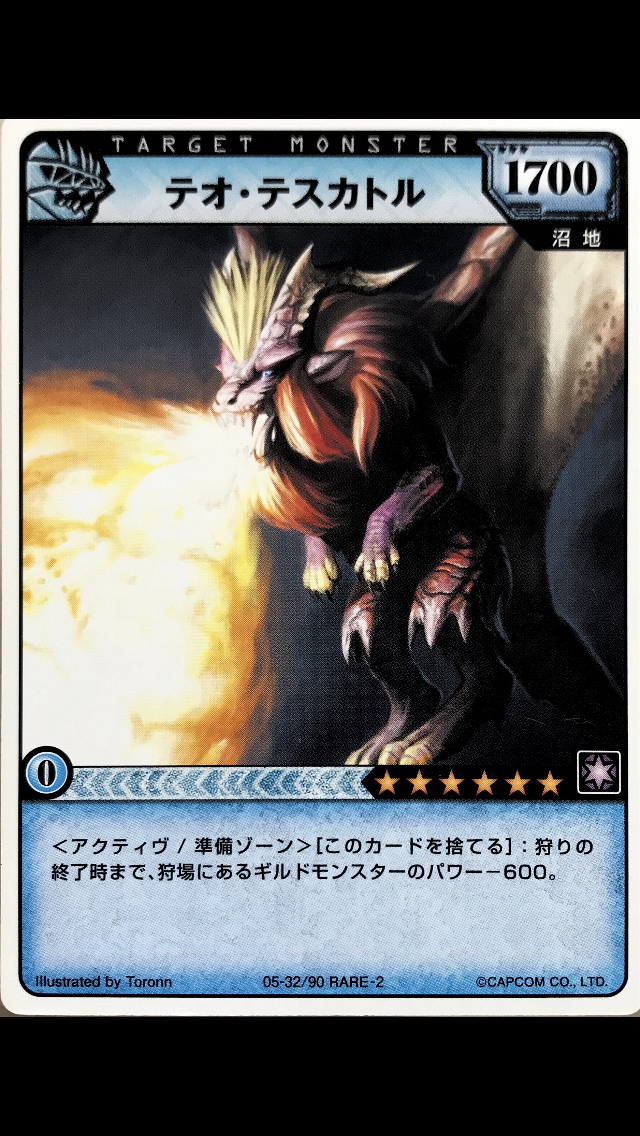 TARGET MONSTER
テオ・テスカトル
1700
沼地
0
＜アクティヴ / 準備ゾーン＞[このカードを捨てる]：狩りの
終了時まで、狩場にあるギルドモンスターのパワー－600。
Illustrated by Toronn 05-32/90 RARE-2 ©CAPCOM CO., LTD.